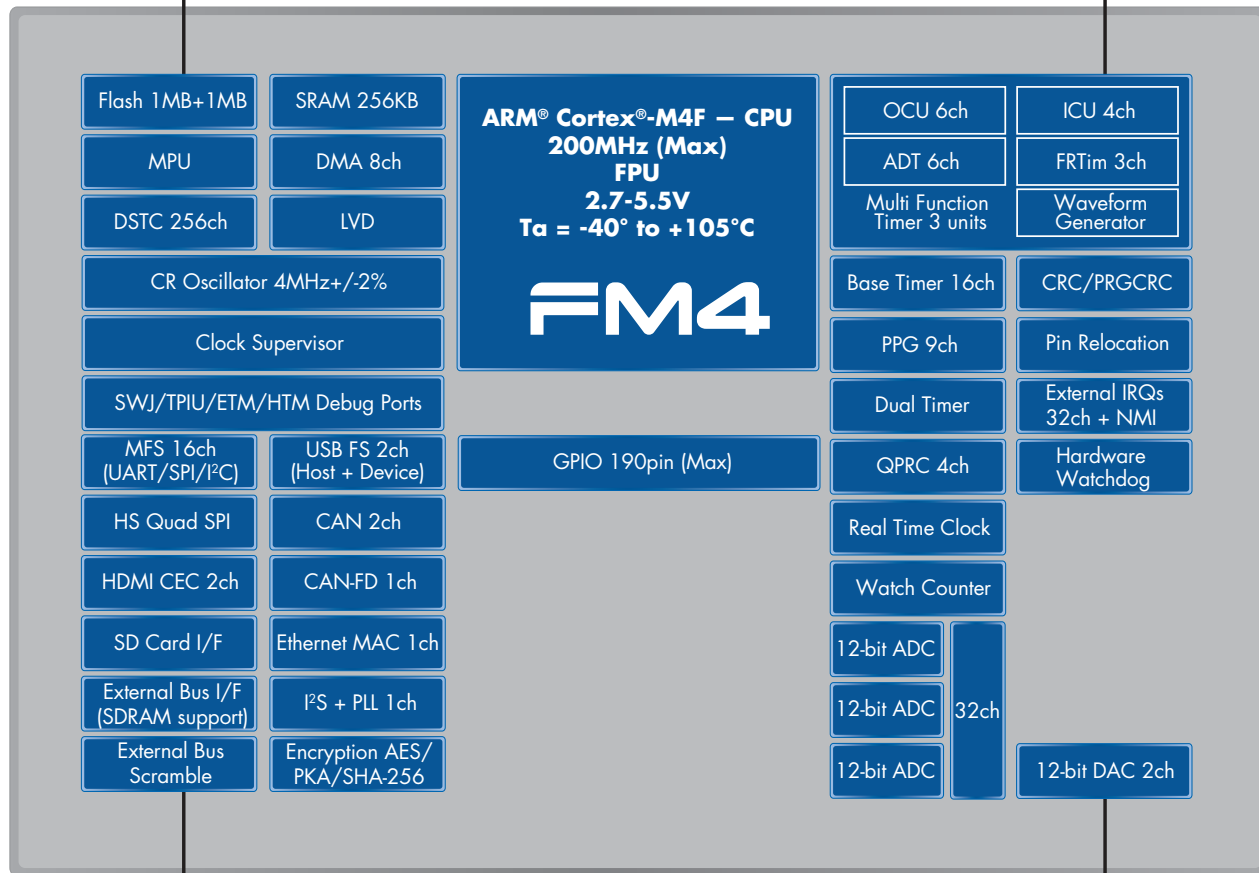 Flash 1MB+1MB
SRAM 256KB
MPU
DMA 8ch
DSTC 256ch
LVD
CR Oscillator 4MHz+/-2%
Clock Supervisor
SWJ/TPIU/ETM/HTM Debug Ports
MFS 16ch
(UART/SPI/I²C)
USB FS 2ch
(Host + Device)
HS Quad SPI
CAN 2ch
HDMI CEC 2ch
CAN-FD 1ch
SD Card I/F
Ethernet MAC 1ch
External Bus I/F
(SDRAM support)
I²S + PLL 1ch
External Bus
Scramble
Encryption AES/
PKA/SHA-256
ARM® Cortex®-M4F – CPU
200MHz (Max)
FPU
2.7-5.5V
Ta = -40° to +105°C
FM4
GPIO 190pin (Max)
OCU 6ch
ICU 4ch
ADT 6ch
FRTim 3ch
Multi Function
Timer 3 units
Waveform
Generator
Base Timer 16ch
CRC/PRGCRC
PPG 9ch
Pin Relocation
Dual Timer
External IRQs
32ch + NMI
QPRC 4ch
Hardware
Watchdog
Real Time Clock
Watch Counter
12-bit ADC
12-bit ADC
32ch
12-bit ADC
12-bit DAC 2ch